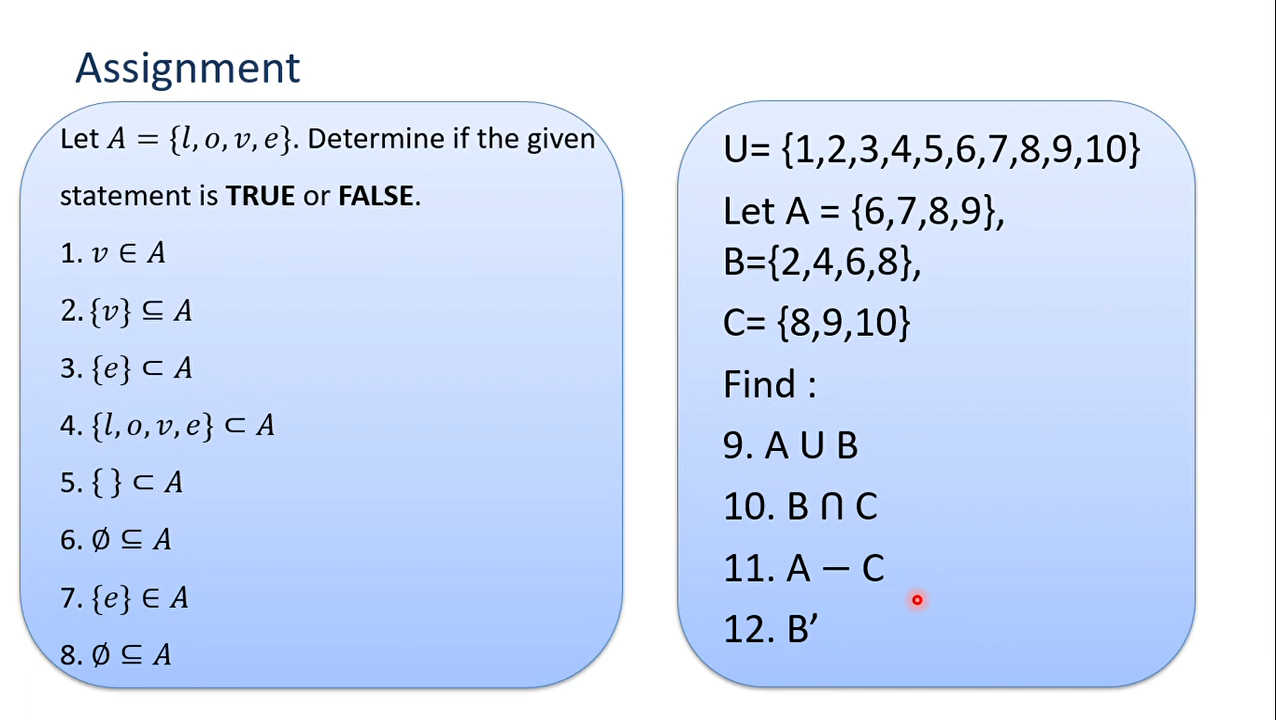 Assignment
Let A = {l, o, v, e}. Determine if the given
statement is TRUE or FALSE.
1. v ∈ A
2. {v} ⊆ A
3. {e} ⊂ A
4. {l, o, v, e} ⊂ A
5. { } ⊂ A
6. ∅ ⊆ A
7. {e} ∈ A
8. ∅ ⊆ A
U= {1,2,3,4,5,6,7,8,9,10}
Let A = {6,7,8,9},
B={2,4,6,8},
C= {8,9,10}
Find :
9. A U B
10. B ∩ C
11. A − C
12. B’